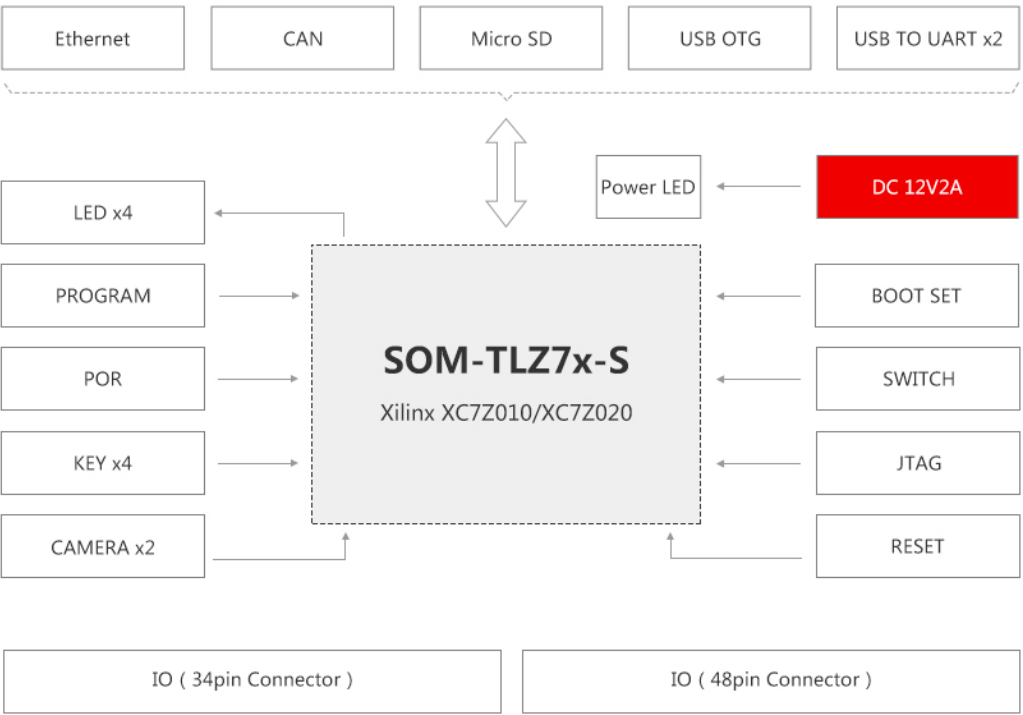 Ethernet
CAN
Micro SD
USB OTG
USB TO UART x2
Power LED
DC 12V2A
LED x4
PROGRAM
BOOT SET
SOM-TLZ7x-S
POR
SWITCH
Xilinx XC7Z010/XC7Z020
KEY x4
JTAG
CAMERA x2
RESET
IO ( 34pin Connector )
IO ( 48pin Connector )